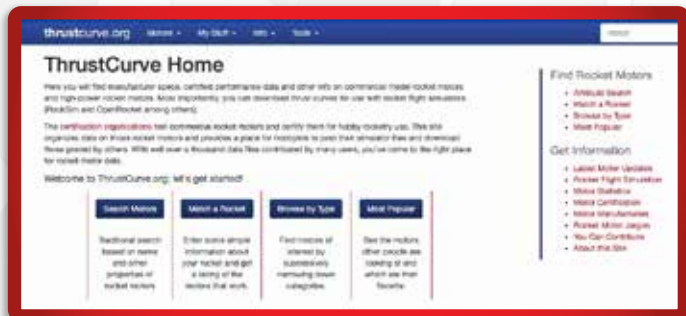 thrustcurve.org Motors My Stuff Info Tools
ThrustCurve Home
Here you will find manufacturer specs, certified performance data and other info on commercial model rocket motors
and high-power rocket motors. Most importantly, you can download thrust curves for use with rocket flight simulators
(RockSim and OpenRocket among others).
The certification organizations test commercial rocket motors and certify them for hobby rocketry use. This site
organizes data on those rocket motors and provides a place for hobbyists to post their simulator files and download
those posted by others. With well over a thousand data files contributed by many users, you've come to the right place
for rocket motor data.
Welcome to ThrustCurve.org; let's get started!
Search Motors
Traditional search
based on name
and other
properties of
rocket motors
Match a Rocket
Enter some simple
information about
your rocket and get
a listing of the
motors that work.
Browse by Type
Find motors of
interest by
successively
narrowing down
categories.
Most Popular
See the motors
other people are
looking at and
which are their
favorite.
Find Rocket Motors
Attribute Search
Match a Rocket
Browse by Type
Most Popular
Get Information
Latest Motor Updates
Rocket Flight Simulation
Motor Statistics
Motor Certification
Motor Manufacturers
Rocket Motor Jargon
You Can Contribute
About this Site